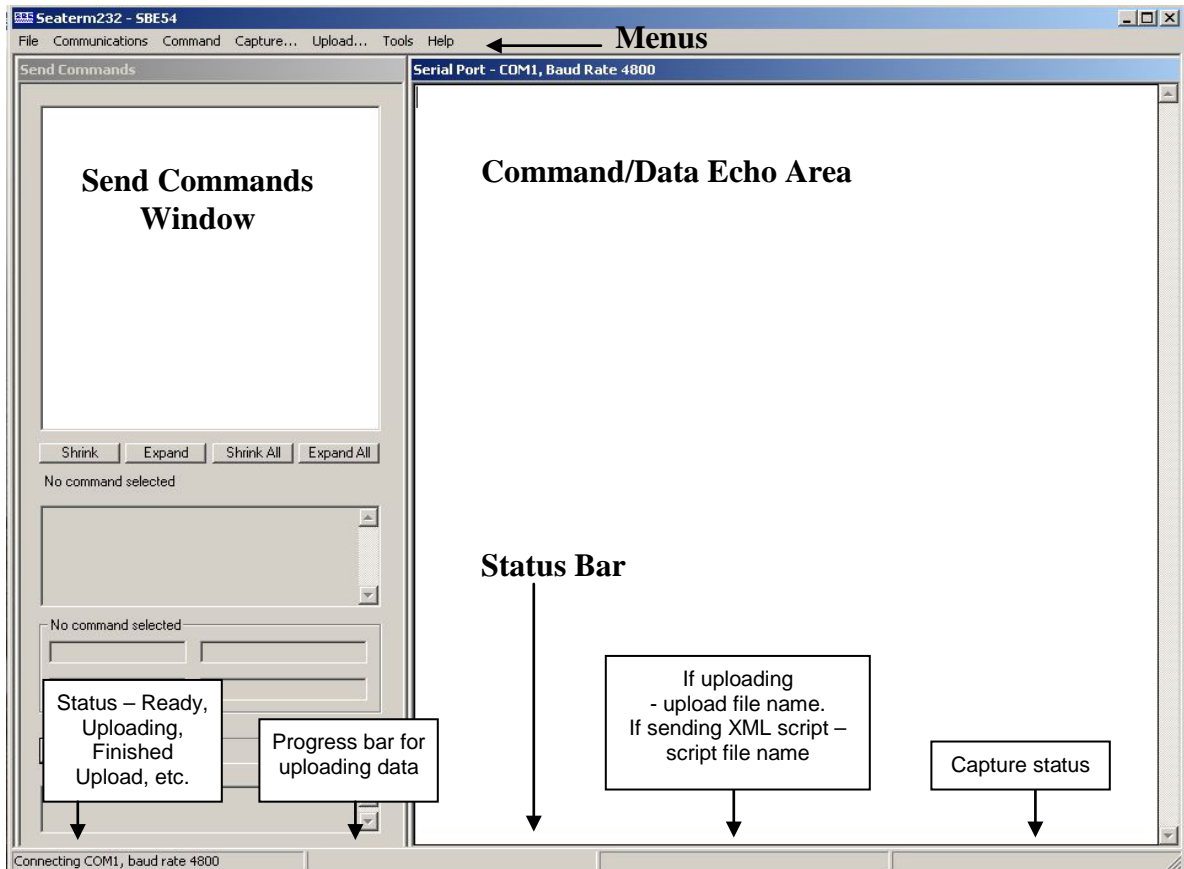 Seaterm232 - SBE54
File Communications Command Capture... Upload... Tools Help
Menus
Send Commands
Serial Port - COM1, Baud Rate 4800
Send Commands
Window
Command/Data Echo Area
Shrink Expand Shrink All Expand All
No command selected
Status Bar
No command selected
Status – Ready,
Uploading,
Finished
Upload, etc.
Progress bar for
uploading data
If uploading
- upload file name.
If sending XML script –
script file name
Capture status
Connecting COM1, baud rate 4800